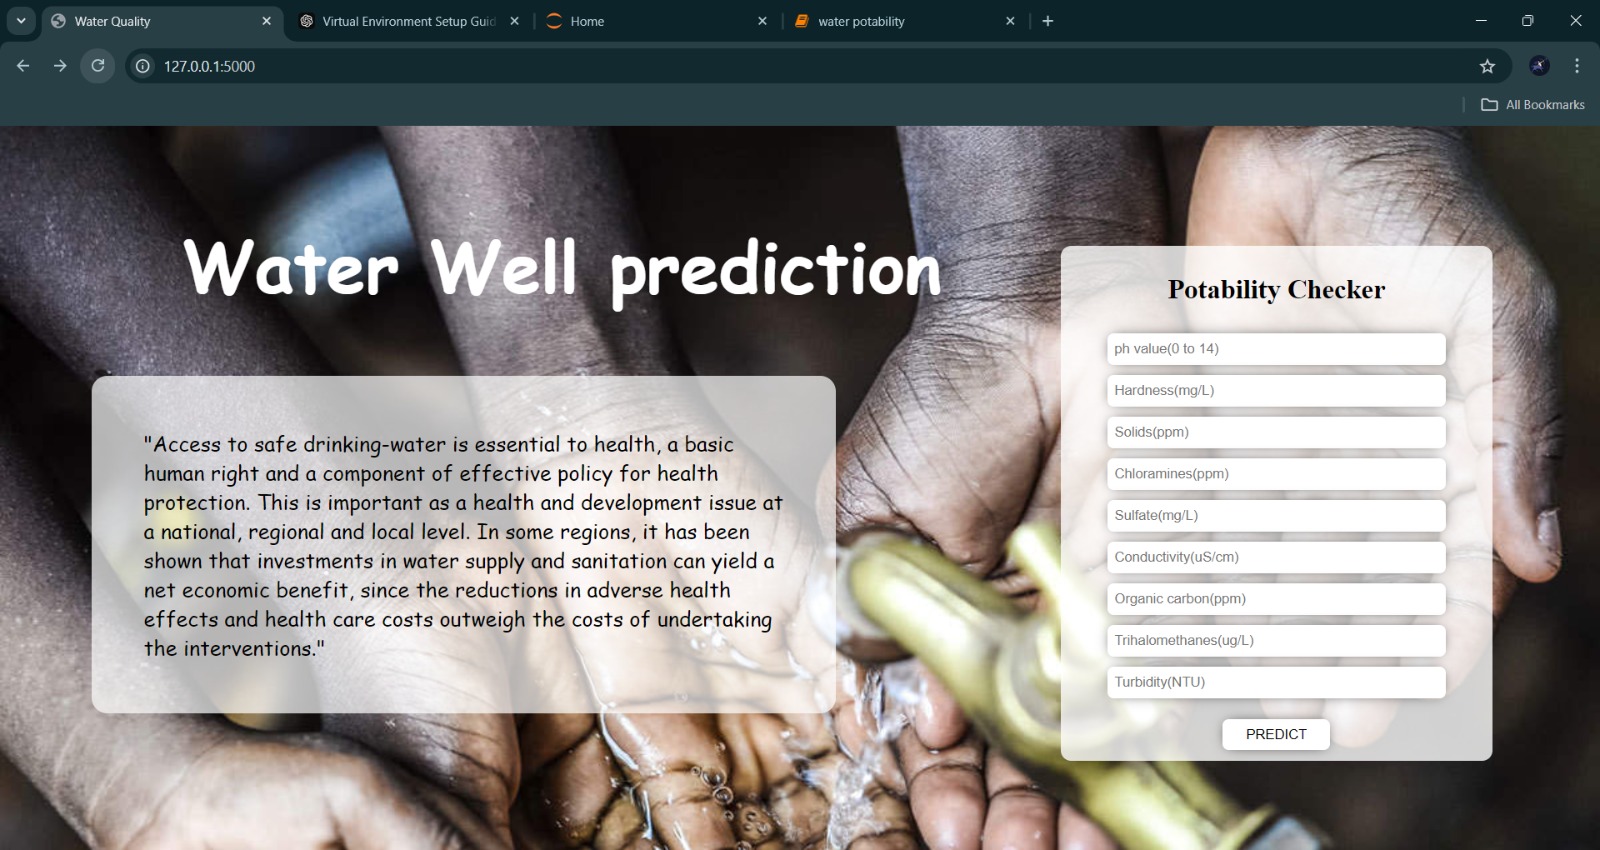 Water Quality
Virtual Environment Setup Guid
Home
water potability
127.0.0.1:5000
All Bookmarks
Water Well prediction
"Access to safe drinking-water is essential to health, a basic
human right and a component of effective policy for health
protection. This is important as a health and development issue at
a national, regional and local level. In some regions, it has been
shown that investments in water supply and sanitation can yield a
net economic benefit, since the reductions in adverse health
effects and health care costs outweigh the costs of undertaking
the interventions."
Potability Checker
ph value(0 to 14)
Hardness(mg/L)
Solids(ppm)
Chloramines(ppm)
Sulfate(mg/L)
Conductivity(uS/cm)
Organic carbon(ppm)
Trihalomethanes(ug/L)
Turbidity(NTU)
PREDICT